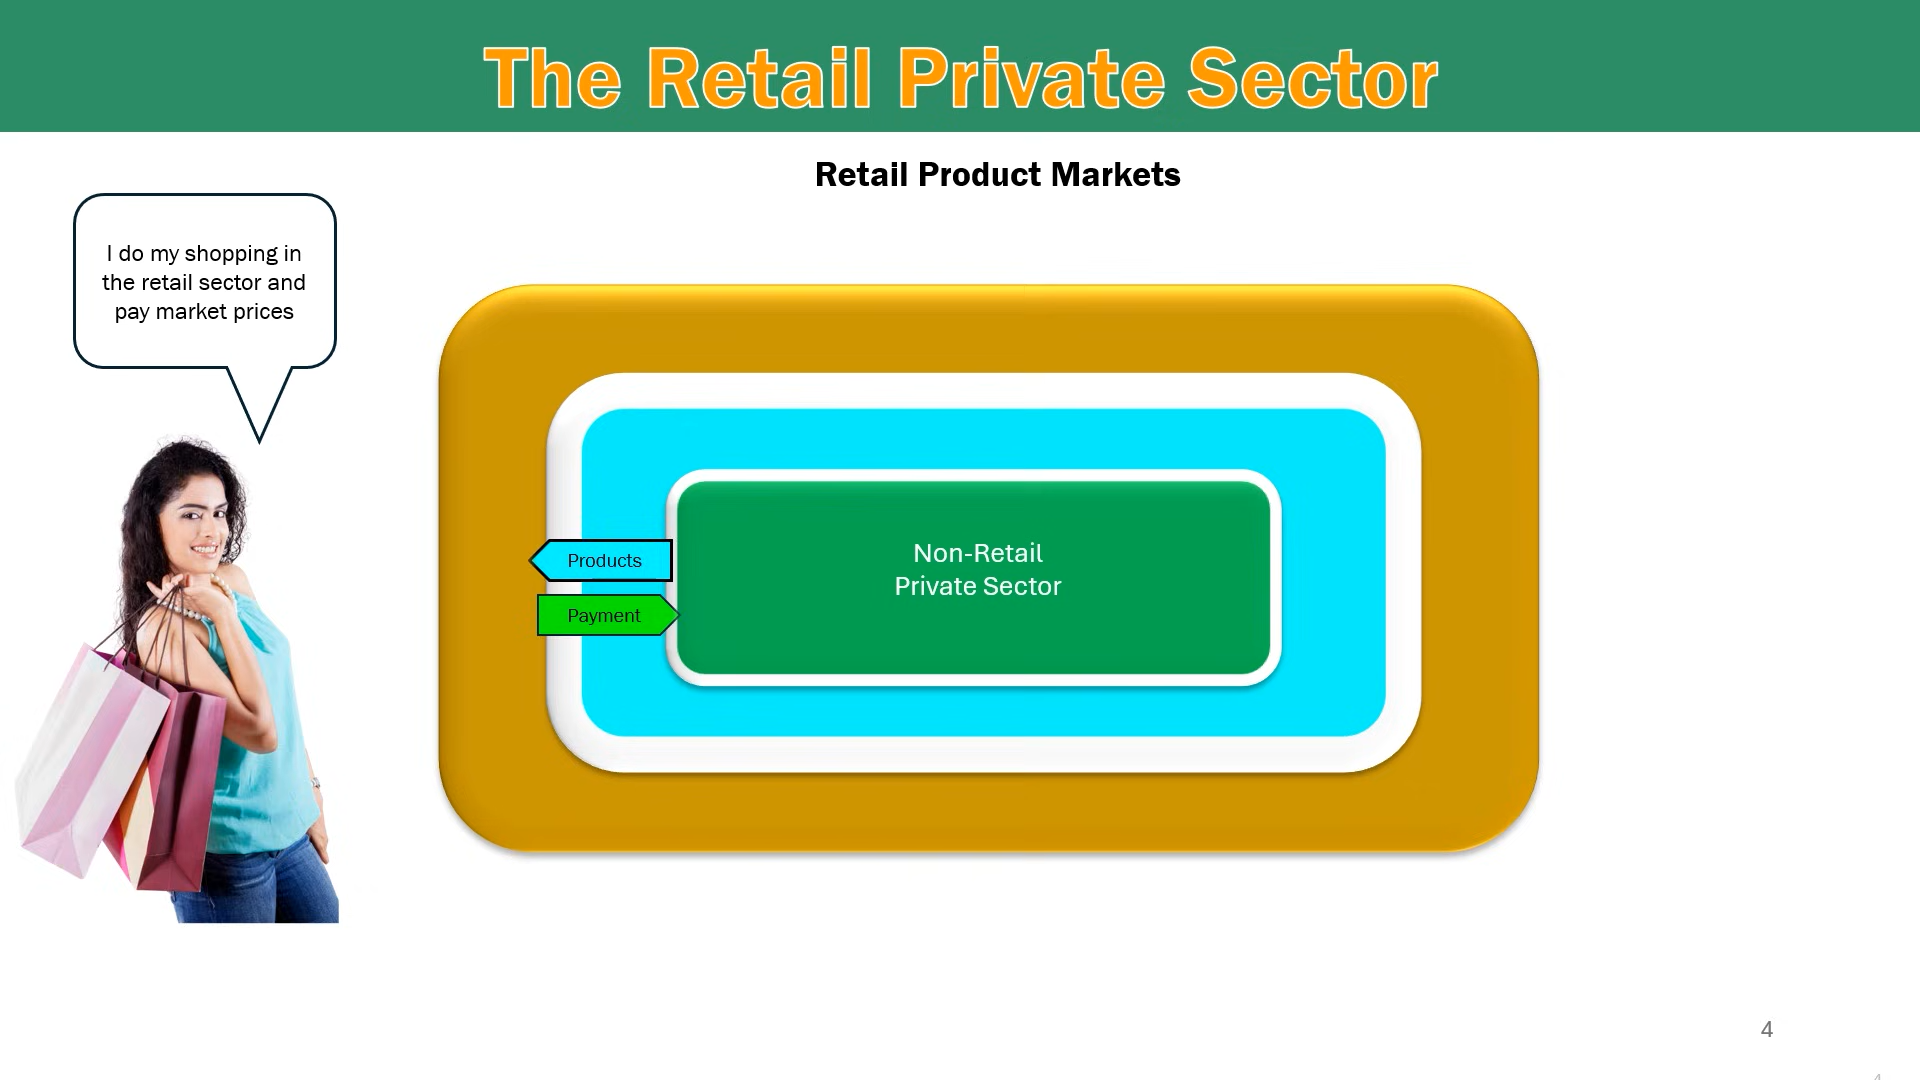 The Retail Private Sector
Retail Product Markets
I do my shopping in
the retail sector and
pay market prices
Non-Retail
Private Sector
Products
Payment
4